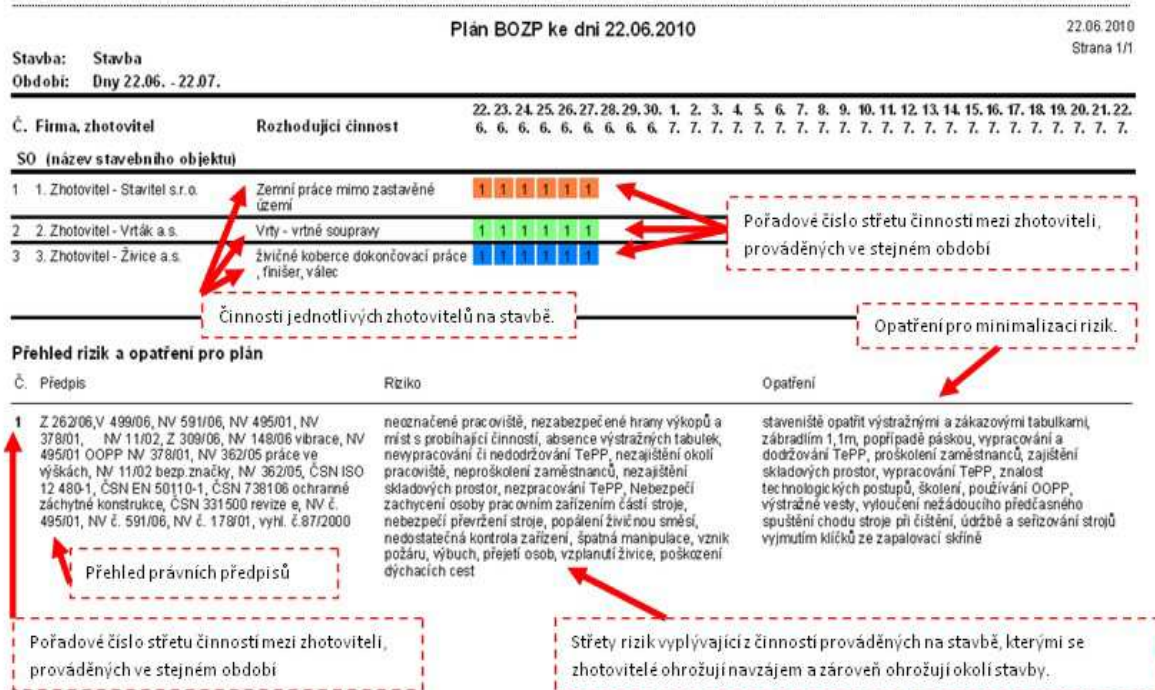 Plán BOZP ke dni 22.06.2010
22.06.2010
Strana 1/1
Stavba: Stavba
Období: Dny 22.06. - 22.07.
Č. Firma, zhotovitel Rozhodující činnost 22. 23. 24. 25. 26. 27. 28. 29. 30. 1. 2. 3. 4. 5. 6. 7. 8. 9. 10. 11. 12. 13. 14. 15. 16. 17. 18. 19. 20. 21. 22.
6. 6. 6. 6. 6. 6. 6. 6. 6. 7. 7. 7. 7. 7. 7. 7. 7. 7. 7. 7. 7. 7. 7. 7. 7. 7. 7. 7. 7. 7. 7.
SO (název stavebního objektu)
1 1. Zhotovitel - Stavitel s.r.o. Zemní práce mimo zastavěné 1 1 1 1 1 1
území
2 2. Zhotovitel - Vrták a.s. Vrty - vrtné soupravy 1 1 1 1 1 1
3 3. Zhotovitel - Živice a.s. živičné koberce dokončovací práce 1 1 1 1 1 1
, finišer, válec
Pořadové číslo střetu činností mezi zhotoviteli,
prováděných ve stejném období
Činnosti jednotlivých zhotovitelů na stavbě.
Opatření pro minimalizaci rizik.
Přehled rizik a opatření pro plán
Č. Předpis Riziko Opatření
1 Z 262/06,V 499/06, NV 591/06, NV 495/01, NV
378/01, NV 11/02, Z 309/06, NV 148/06 vibrace, NV
495/01 OOPP NV 378/01, NV 362/05 práce ve
výškách, NV 11/02 bezp.značky, NV 362/05, ČSN ISO
12 480-1, ČSN EN 50110-1, ČSN 738106 ochranné
záchytné konstrukce, ČSN 331500 revize e, NV č.
495/01, NV č. 591/06, NV č. 178/01, vyhl. č.87/2000
neoznačené pracoviště, nezabezpečené hrany výkopů a
míst s probíhající činností, absence výstražných tabulek,
nevypracování či nedodržování TePP, nezajištění okolí
pracoviště, neproškolení zaměstnanců, nezajištění
skladových prostor, nezpracování TePP, Nebezpečí
zachycení osoby pracovním zařízením částí stroje,
nebezpečí převržení stroje, popálení živičnou směsí,
nedostatečná kontrola zařízení, špatná manipulace, vznik
požáru, výbuch, přejetí osob, vzplanutí živice, poškození
dýchacích cest
staveniště opatřit výstražnými a zákazovými tabulkami,
zábradlím 1,1m, popřípadě páskou, vypracování a
dodržování TePP, proškolení zaměstnanců, zajištění
skladových prostor, vypracování TePP, znalost
technologických postupů, školení, používání OOPP,
výstražné vesty, vyloučení nežádoucího předčasného
spuštění chodu stroje při čištění, údržbě a seřizování strojů
vyjmutím klíčků ze zapalovací skříně
Přehled právních předpisů
Pořadové číslo střetu činností mezi zhotoviteli,
prováděných ve stejném období
Střety rizik vyplývající z činností prováděných na stavbě, kterými se
zhotovitelé ohrožují navzájem a zároveň ohrožují okolí stavby.